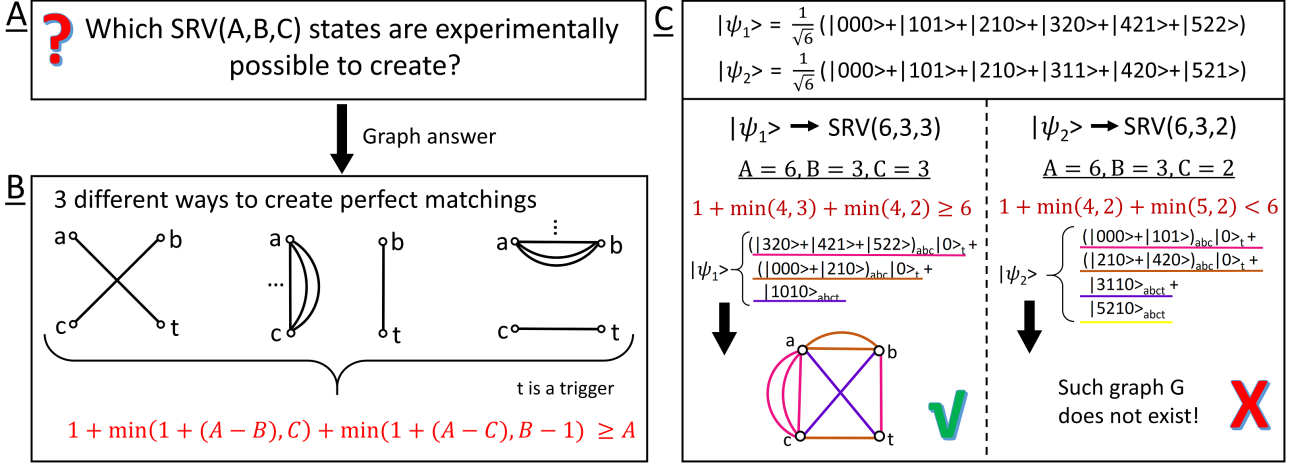 A
?
Which SRV(A,B,C) states are experimentally
possible to create?
Graph answer
B
3 different ways to create perfect matchings
a b c t
a b ... c t
a ⋮ b c t
t is a trigger
1 + min(1 + (A − B), C) + min(1 + (A − C), B − 1) ≥ A
C
|ψ₁> = 1/√6 (|000>+|101>+|210>+|320>+|421>+|522>)
|ψ₂> = 1/√6 (|000>+|101>+|210>+|311>+|420>+|521>)
|ψ₁> → SRV(6,3,3)
A = 6, B = 3, C = 3
1 + min(4, 3) + min(4, 2) ≥ 6
(|320>+|421>+|522>)abc|0>t +
|ψ₁> { (|000>+|210>)abc|0>t +
|1010>abct
a b
c t
√
|ψ₂> → SRV(6,3,2)
A = 6, B = 3, C = 2
1 + min(4, 2) + min(5, 2) < 6
(|000>+|101>)abc|0>t +
|ψ₂> { (|210>+|420>)abc|0>t +
|3110>abct +
|5210>abct
Such graph G
does not exist!
X